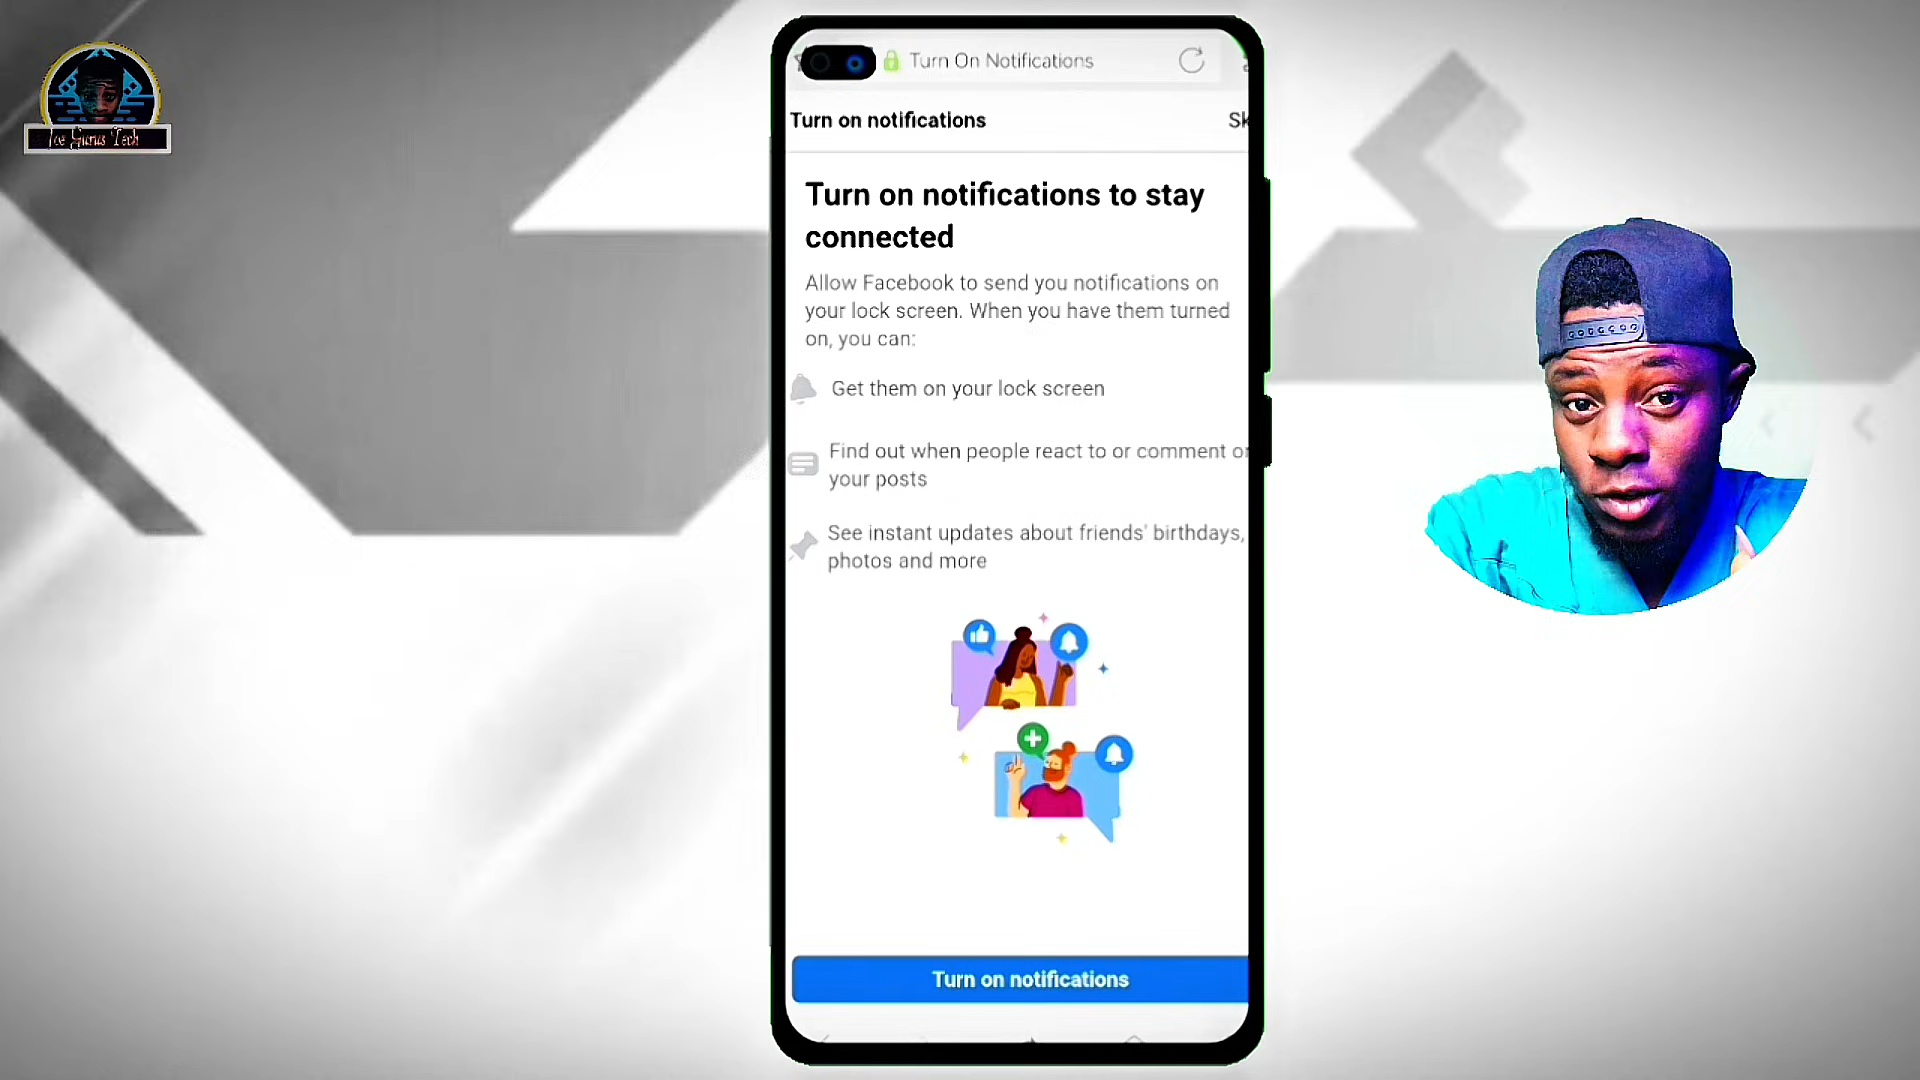 Turn On Notifications
Turn on notifications
Sk
Turn on notifications to stay
connected
Allow Facebook to send you notifications on
your lock screen. When you have them turned
on, you can:
Get them on your lock screen
Find out when people react to or comment or
your posts
See instant updates about friends' birthdays,
photos and more
Turn on notifications
Gurus Tech